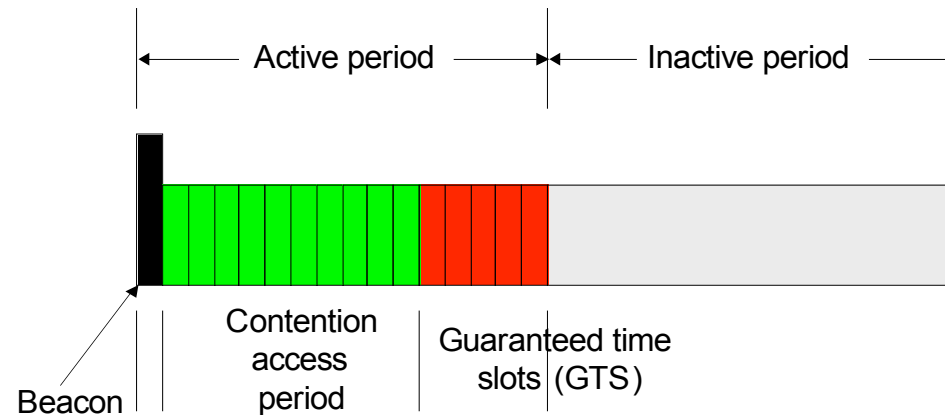 Active period
Inactive period
Contention
access
period
Guaranteed time
slots (GTS)
Beacon